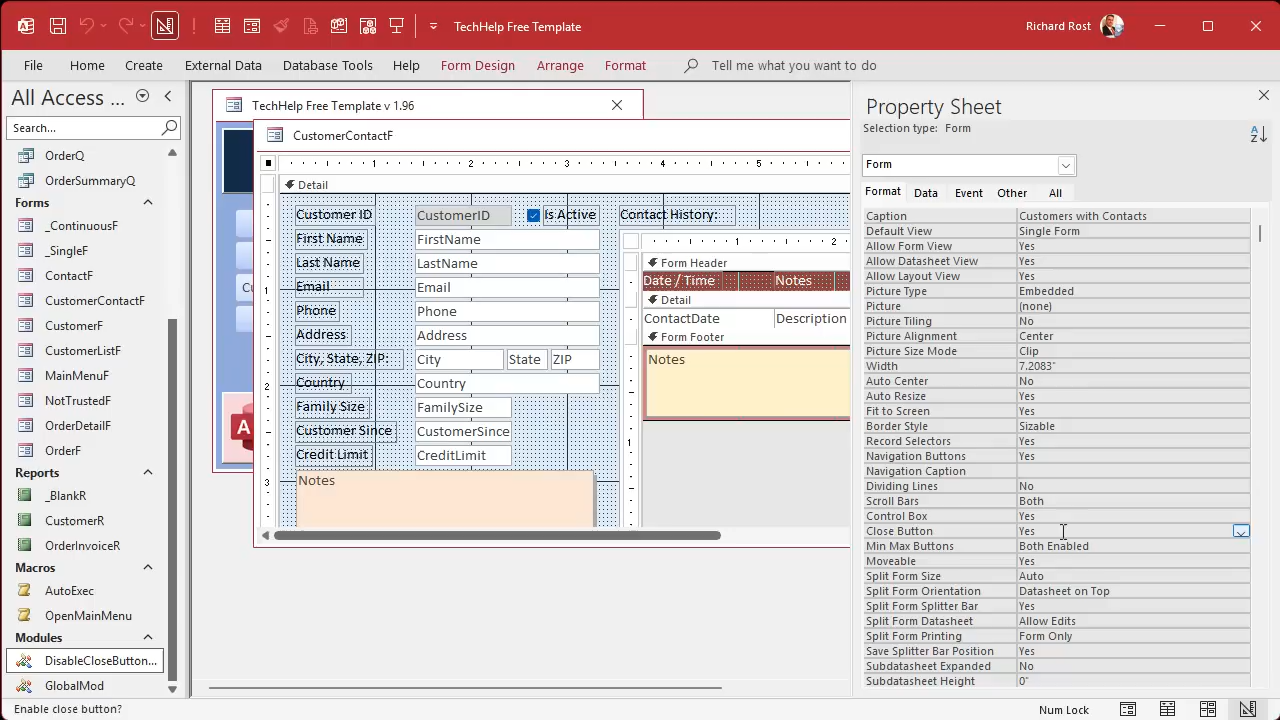 TechHelp Free Template
Richard Rost
File Home Create External Data Database Tools Help Form Design Arrange Format Tell me what you want to do
All Access ...
Search...
OrderQ
OrderSummaryQ
Forms
_ContinuousF
_SingleF
ContactF
CustomerContactF
CustomerF
CustomerListF
MainMenuF
NotTrustedF
OrderDetailF
OrderF
Reports
_BlankR
CustomerR
OrderInvoiceR
Macros
AutoExec
OpenMainMenu
Modules
DisableCloseButton...
GlobalMod
TechHelp Free Template v 1.96
Cu
A
CustomerContactF
1 2 3 4 5
Detail
Customer ID CustomerID Is Active Contact History:
First Name FirstName
Last Name LastName
Email Email
Phone Phone
Address Address
City, State, ZIP: City State ZIP
Country Country
Family Size FamilySize
Customer Since CustomerSince
Credit Limit CreditLimit
Notes
1
2
3
1 2
Form Header
Date / Time Notes
Detail
ContactDate Description
Form Footer
Notes
1
Property Sheet
Selection type: Form
A
Z
Form
Format Data Event Other All
Caption Customers with Contacts
Default View Single Form
Allow Form View Yes
Allow Datasheet View Yes
Allow Layout View Yes
Picture Type Embedded
Picture (none)
Picture Tiling No
Picture Alignment Center
Picture Size Mode Clip
Width 7.2083"
Auto Center No
Auto Resize Yes
Fit to Screen Yes
Border Style Sizable
Record Selectors Yes
Navigation Buttons Yes
Navigation Caption
Dividing Lines No
Scroll Bars Both
Control Box Yes
Close Button Yes
Min Max Buttons Both Enabled
Moveable Yes
Split Form Size Auto
Split Form Orientation Datasheet on Top
Split Form Splitter Bar Yes
Split Form Datasheet Allow Edits
Split Form Printing Form Only
Save Splitter Bar Position Yes
Subdatasheet Expanded No
Subdatasheet Height 0"
Enable close button?
Num Lock